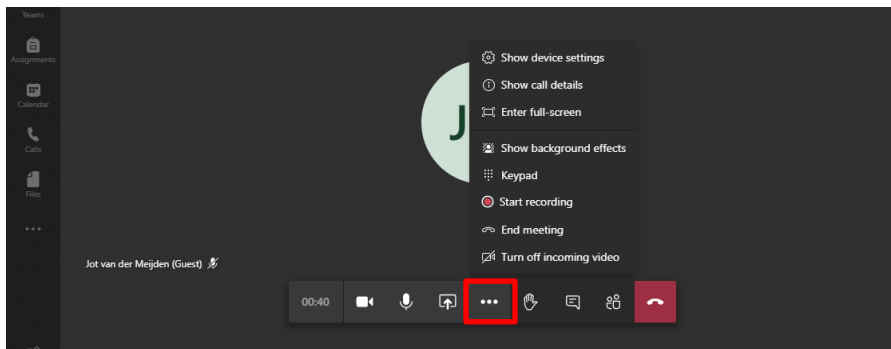 Teams
Assignments
Calendar
Calls
Files
J
Show device settings
Show call details
Enter full-screen
Show background effects
Keypad
Start recording
End meeting
Turn off incoming video
Jot van der Meijden (Guest)
00:40